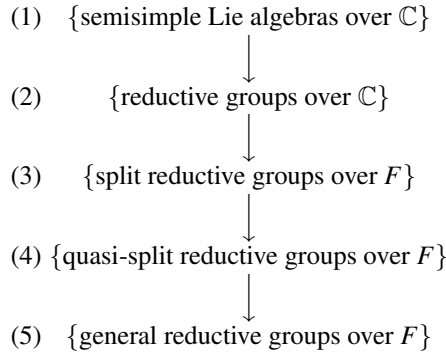 (1) {semisimple Lie algebras over ℂ}
(2) {reductive groups over ℂ}
(3) {split reductive groups over F}
(4) {quasi-split reductive groups over F}
(5) {general reductive groups over F}